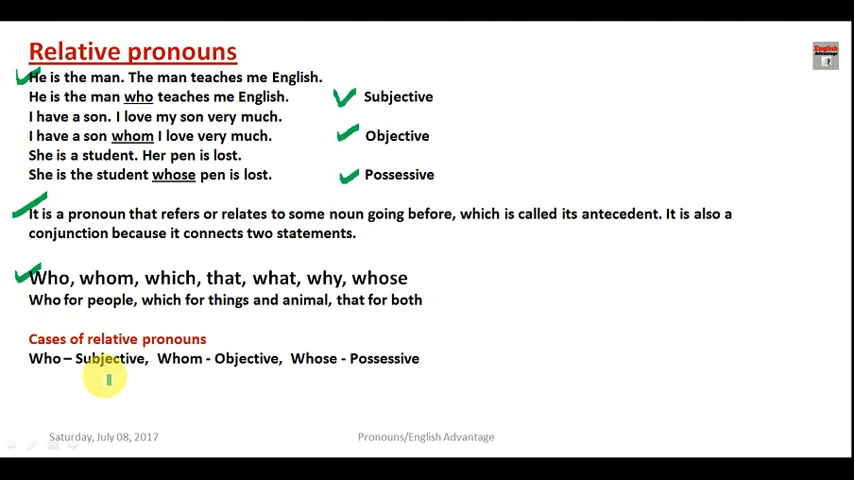 Relative pronouns
English
Advantage
He is the man. The man teaches me English.
He is the man who teaches me English.
Subjective
I have a son. I love my son very much.
I have a son whom I love very much.
Objective
She is a student. Her pen is lost.
She is the student whose pen is lost.
Possessive
It is a pronoun that refers or relates to some noun going before, which is called its antecedent. It is also a
conjunction because it connects two statements.
Who, whom, which, that, what, why, whose
Who for people, which for things and animal, that for both
Cases of relative pronouns
Who – Subjective, Whom - Objective, Whose - Possessive
Saturday, July 08, 2017
Pronouns/English Advantage